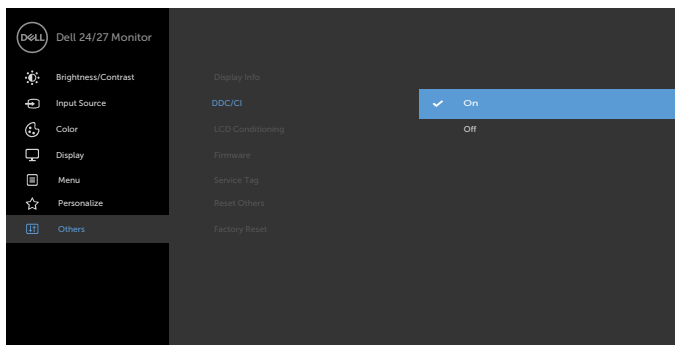 DELL Dell 24/27 Monitor
Brightness/Contrast
Input Source
Color
Display
Menu
Personalize
Others
Display Info
DDC/CI
LCD Conditioning
Firmware
Service Tag
Reset Others
Factory Reset
On
Off